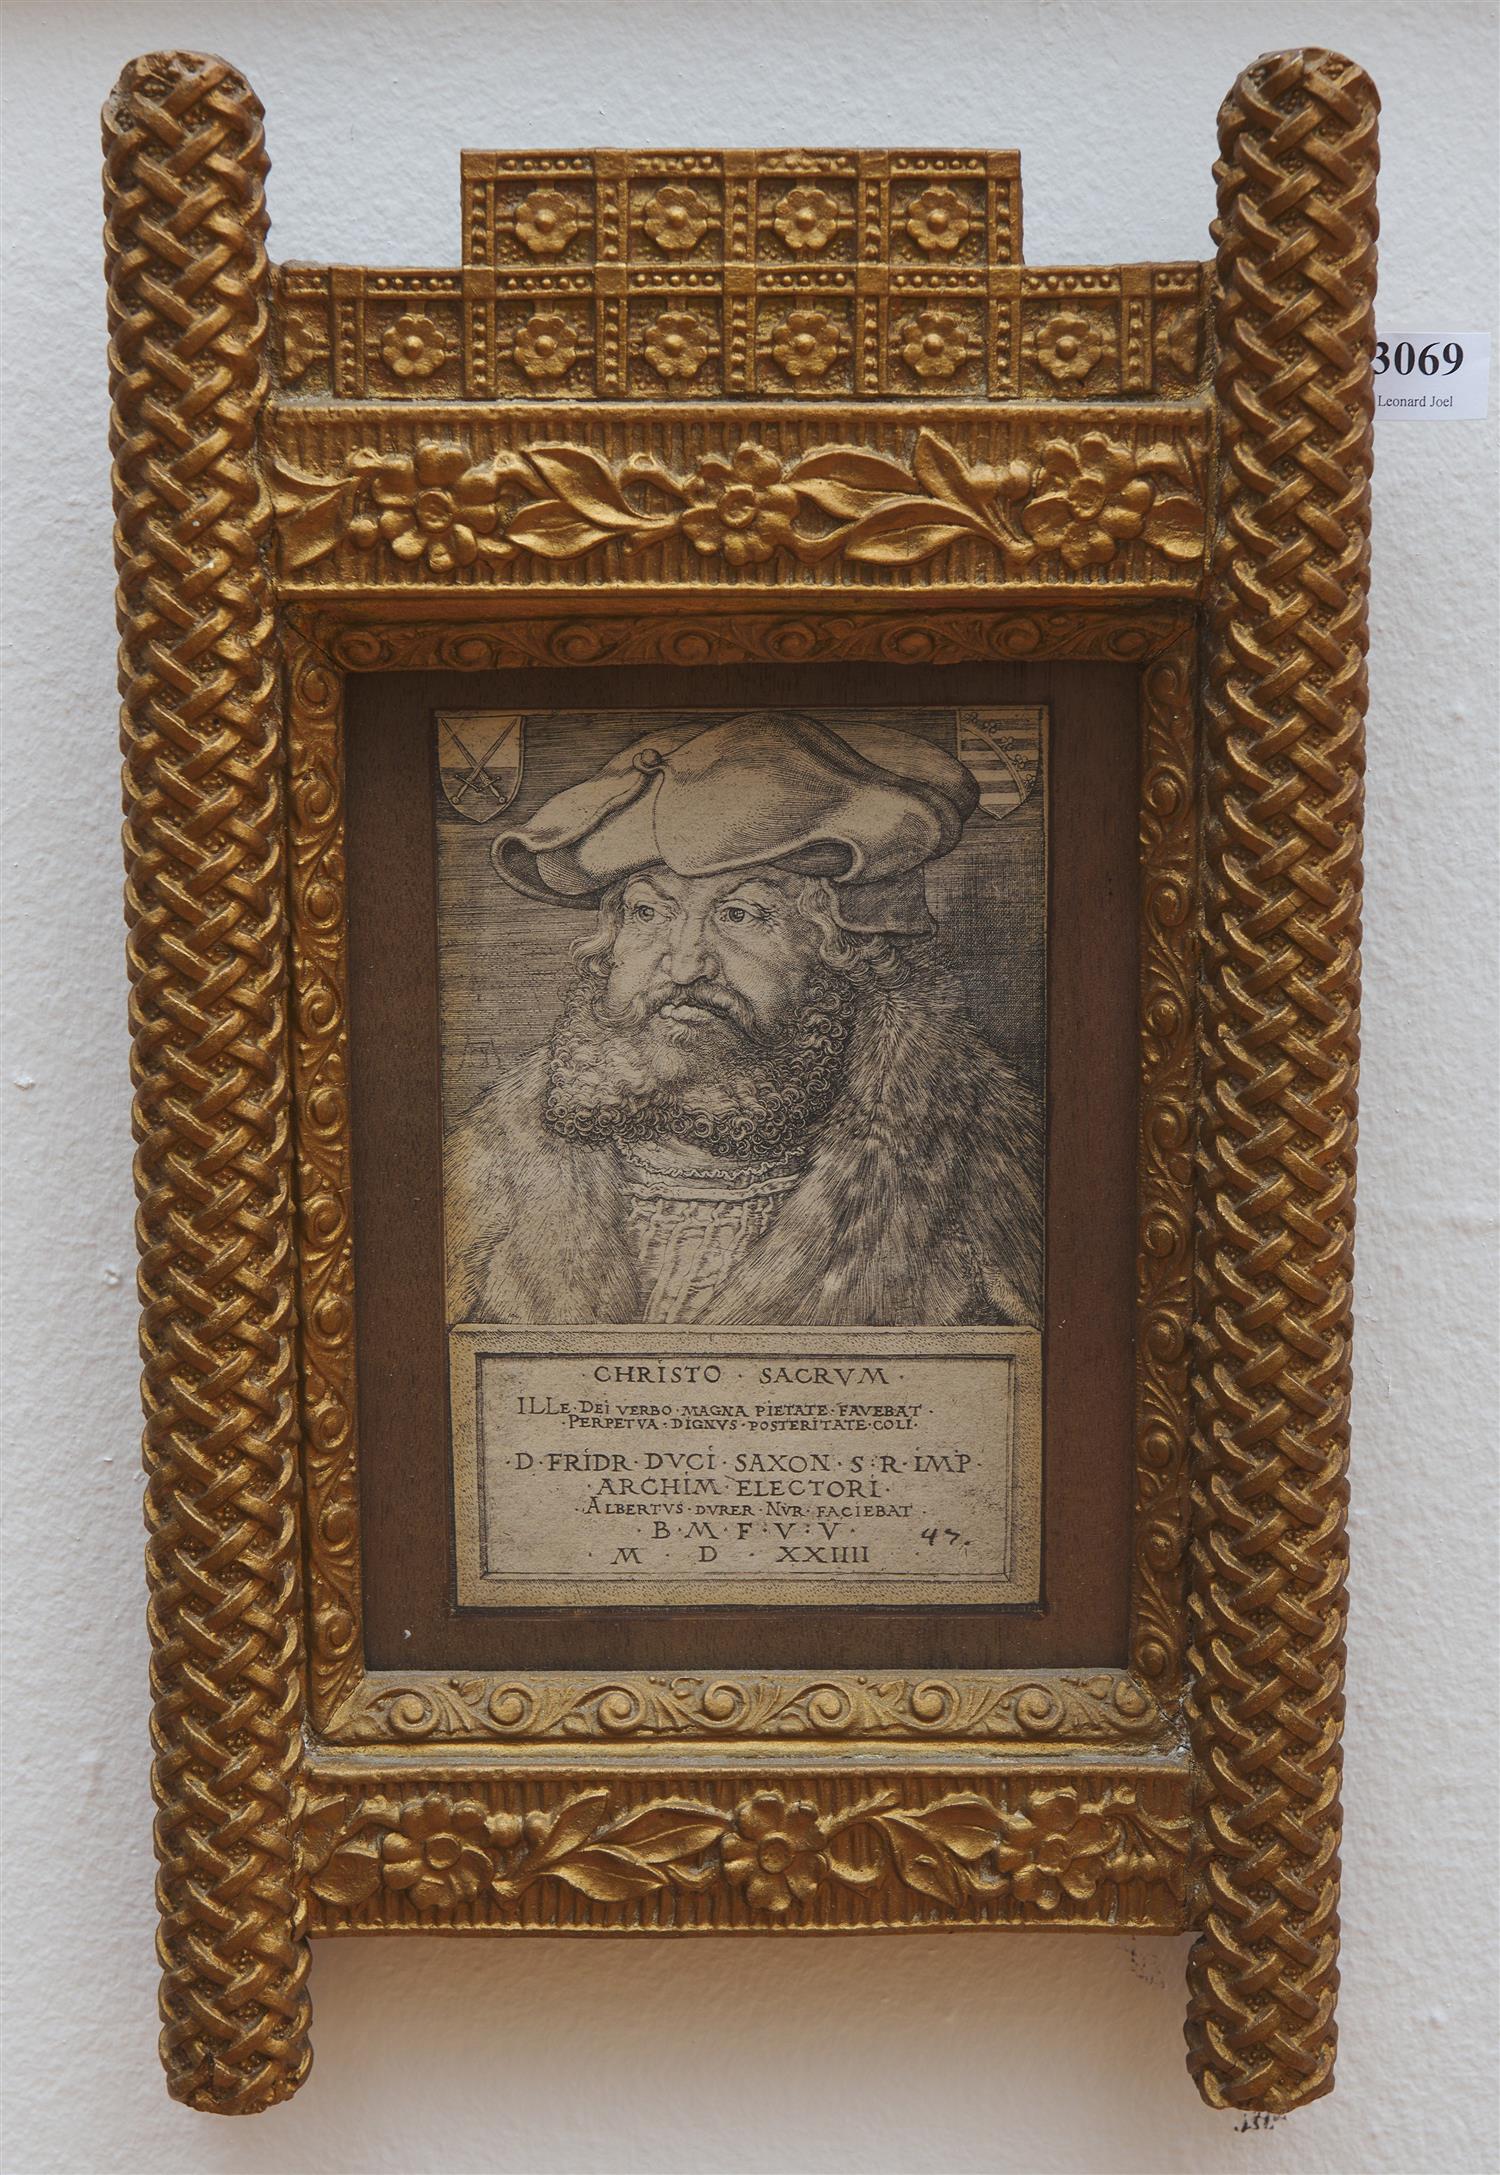 3069
Leonard Joel
·CHRISTO · SACRVM·
ILLE·DEI VERBO·MAGNA PIETATE·FAVEBAT·
·PERPETVA·DIGNVS·POSTERITATE·COLI·
·D·FRIDR·DVCI·SAXON·S·R·IMP·
·ARCHIM·ELECTORI·
·ALBERTVS·DVRER·NVR·FACIEBAT·
·B·M·F·V·V·
·M·D·XXIIII
47.